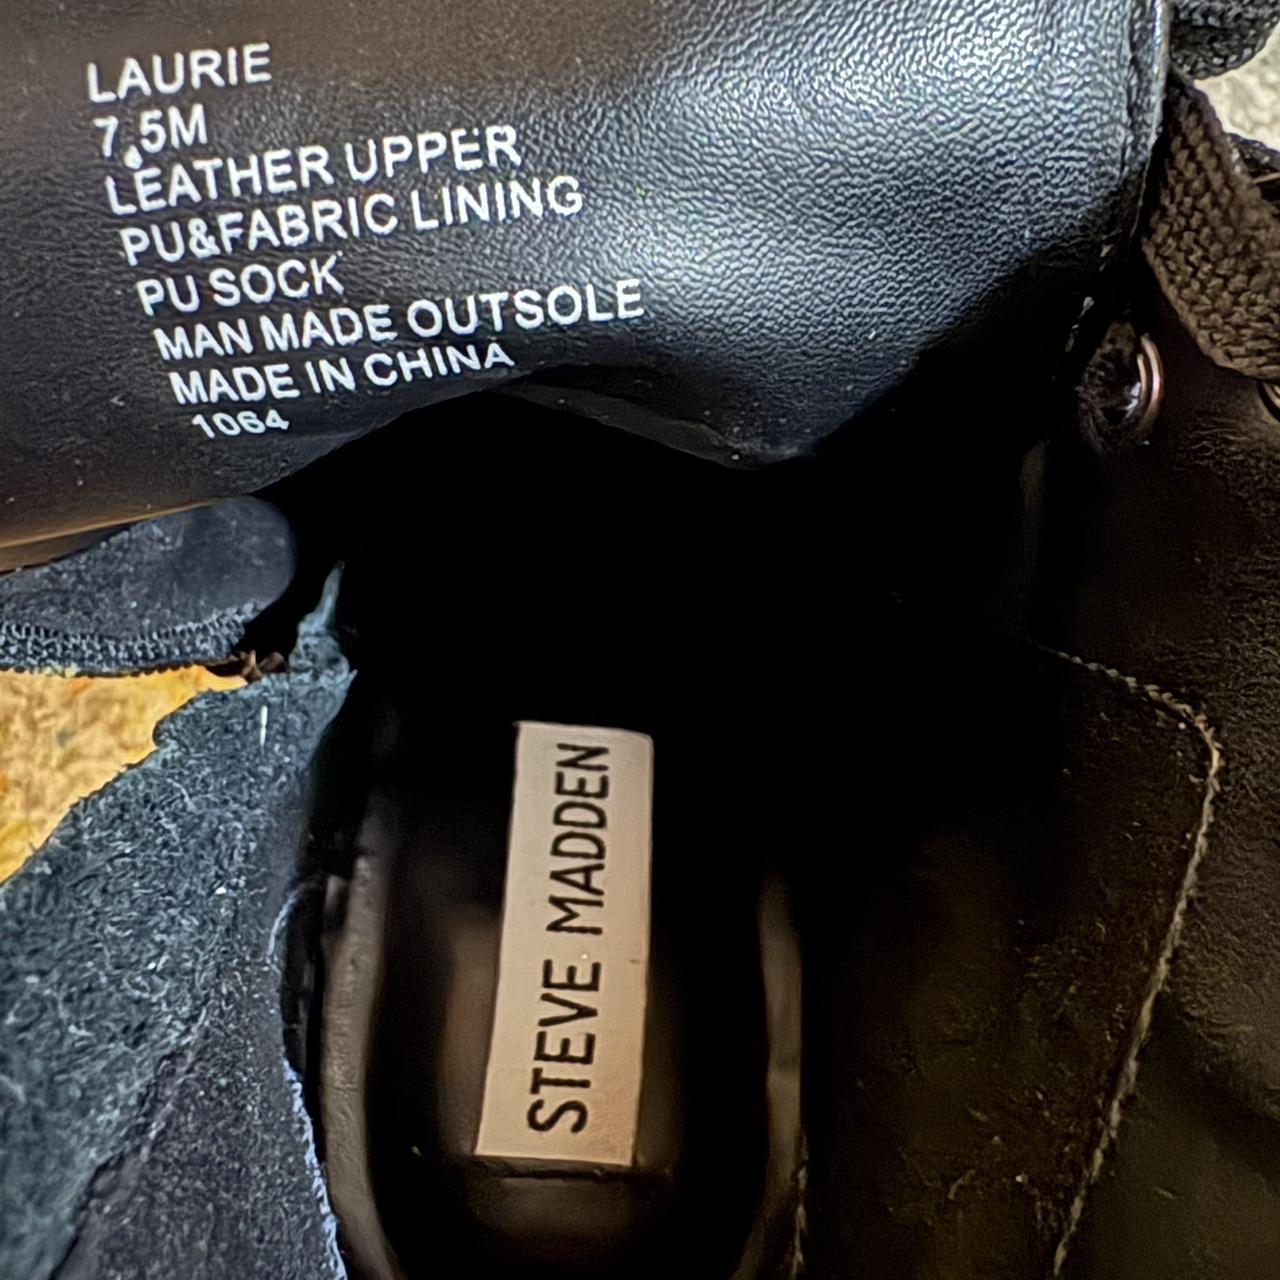 LAURIE
7.5M
LEATHER UPPER
PU&FABRIC LINING
PU SOCK
MAN MADE OUTSOLE
MADE IN CHINA
1064
STEVE MADDEN